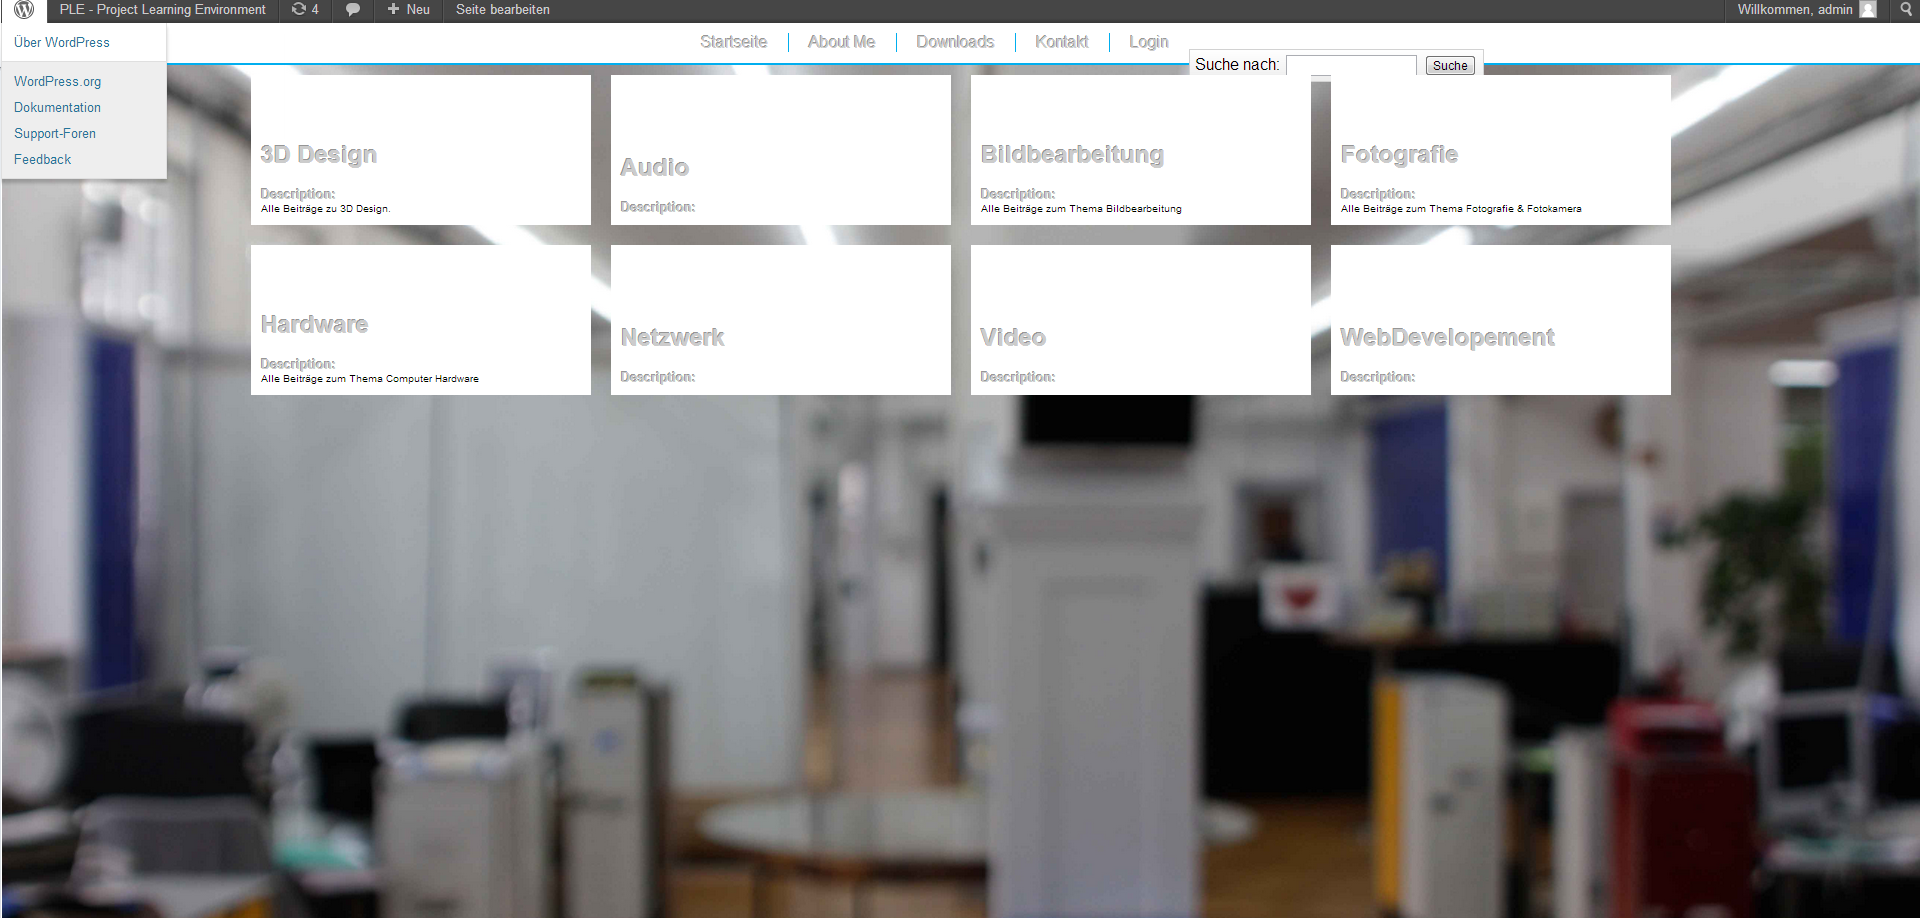 PLE - Project Learning Environment 4 Neu Seite bearbeiten Willkommen, admin
Über WordPress
WordPress.org
Dokumentation
Support-Foren
Feedback
Startseite About Me Downloads Kontakt Login
Suche nach: Suche
3D Design
Description:
Alle Beiträge zu 3D Design.
Audio
Description:
Bildbearbeitung
Description:
Alle Beiträge zum Thema Bildbearbeitung
Fotografie
Description:
Alle Beiträge zum Thema Fotografie & Fotokamera
Hardware
Description:
Alle Beiträge zum Thema Computer Hardware
Netzwerk
Description:
Video
Description:
WebDevelopement
Description: